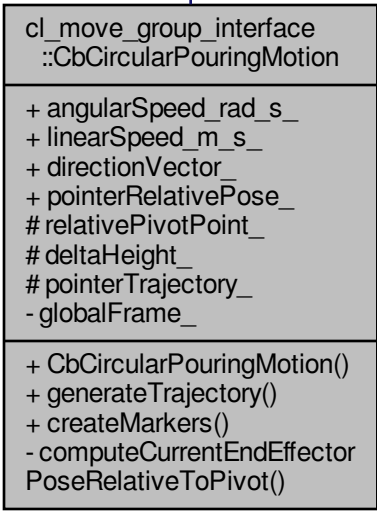 cl_move_group_interface
::CbCircularPouringMotion
+ angularSpeed_rad_s_
+ linearSpeed_m_s_
+ directionVector_
+ pointerRelativePose_
# relativePivotPoint_
# deltaHeight_
# pointerTrajectory_
- globalFrame_
+ CbCircularPouringMotion()
+ generateTrajectory()
+ createMarkers()
- computeCurrentEndEffector
PoseRelativeToPivot()